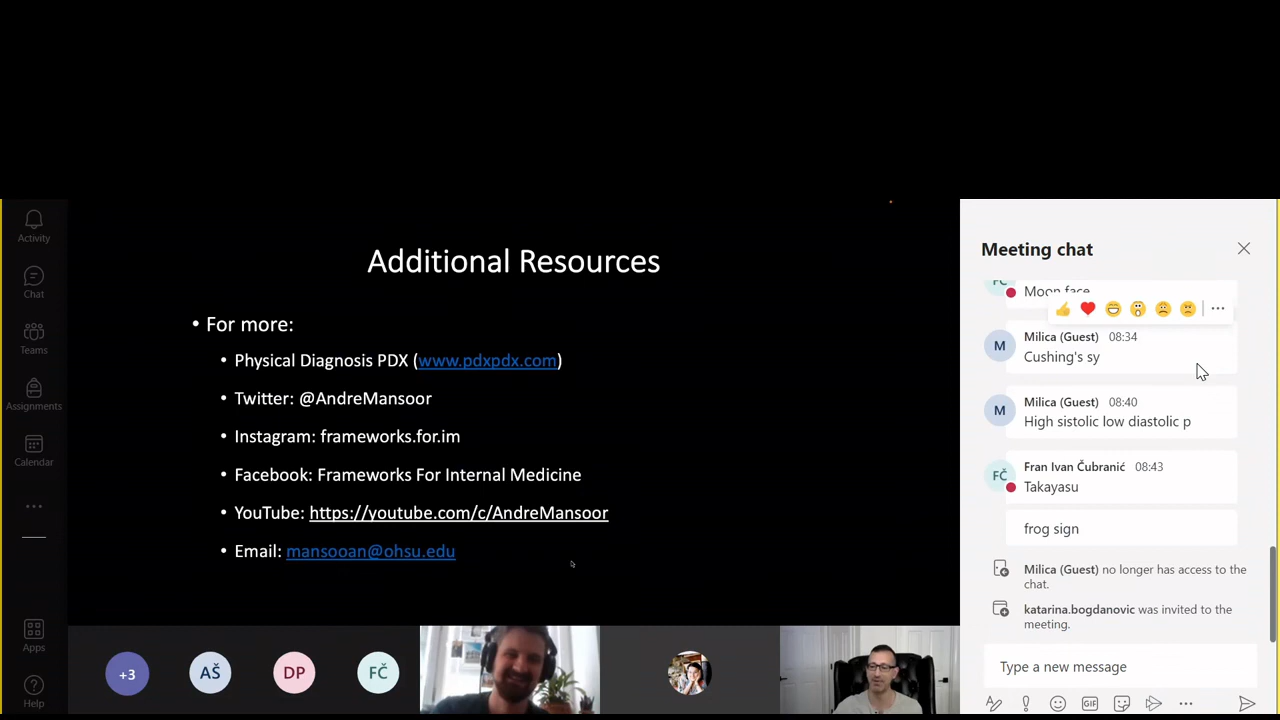 Activity
Chat
Teams
Assignments
Calendar
Apps
Help
Additional Resources
• For more:
• Physical Diagnosis PDX (www.pdxpdx.com)
• Twitter: @AndreMansoor
• Instagram: frameworks.for.im
• Facebook: Frameworks For Internal Medicine
• YouTube: https://youtube.com/c/AndreMansoor
• Email: mansooan@ohsu.edu
+3
AŠ
DP
FČ
Meeting chat
FČ
Moon face
M
Milica (Guest) 08:34
Cushing's sy
M
Milica (Guest) 08:40
High sistolic low diastolic p
FČ
Fran Ivan Čubranić 08:43
Takayasu
frog sign
Milica (Guest) no longer has access to the
chat.
katarina.bogdanovic was invited to the
meeting.
Type a new message
GIF